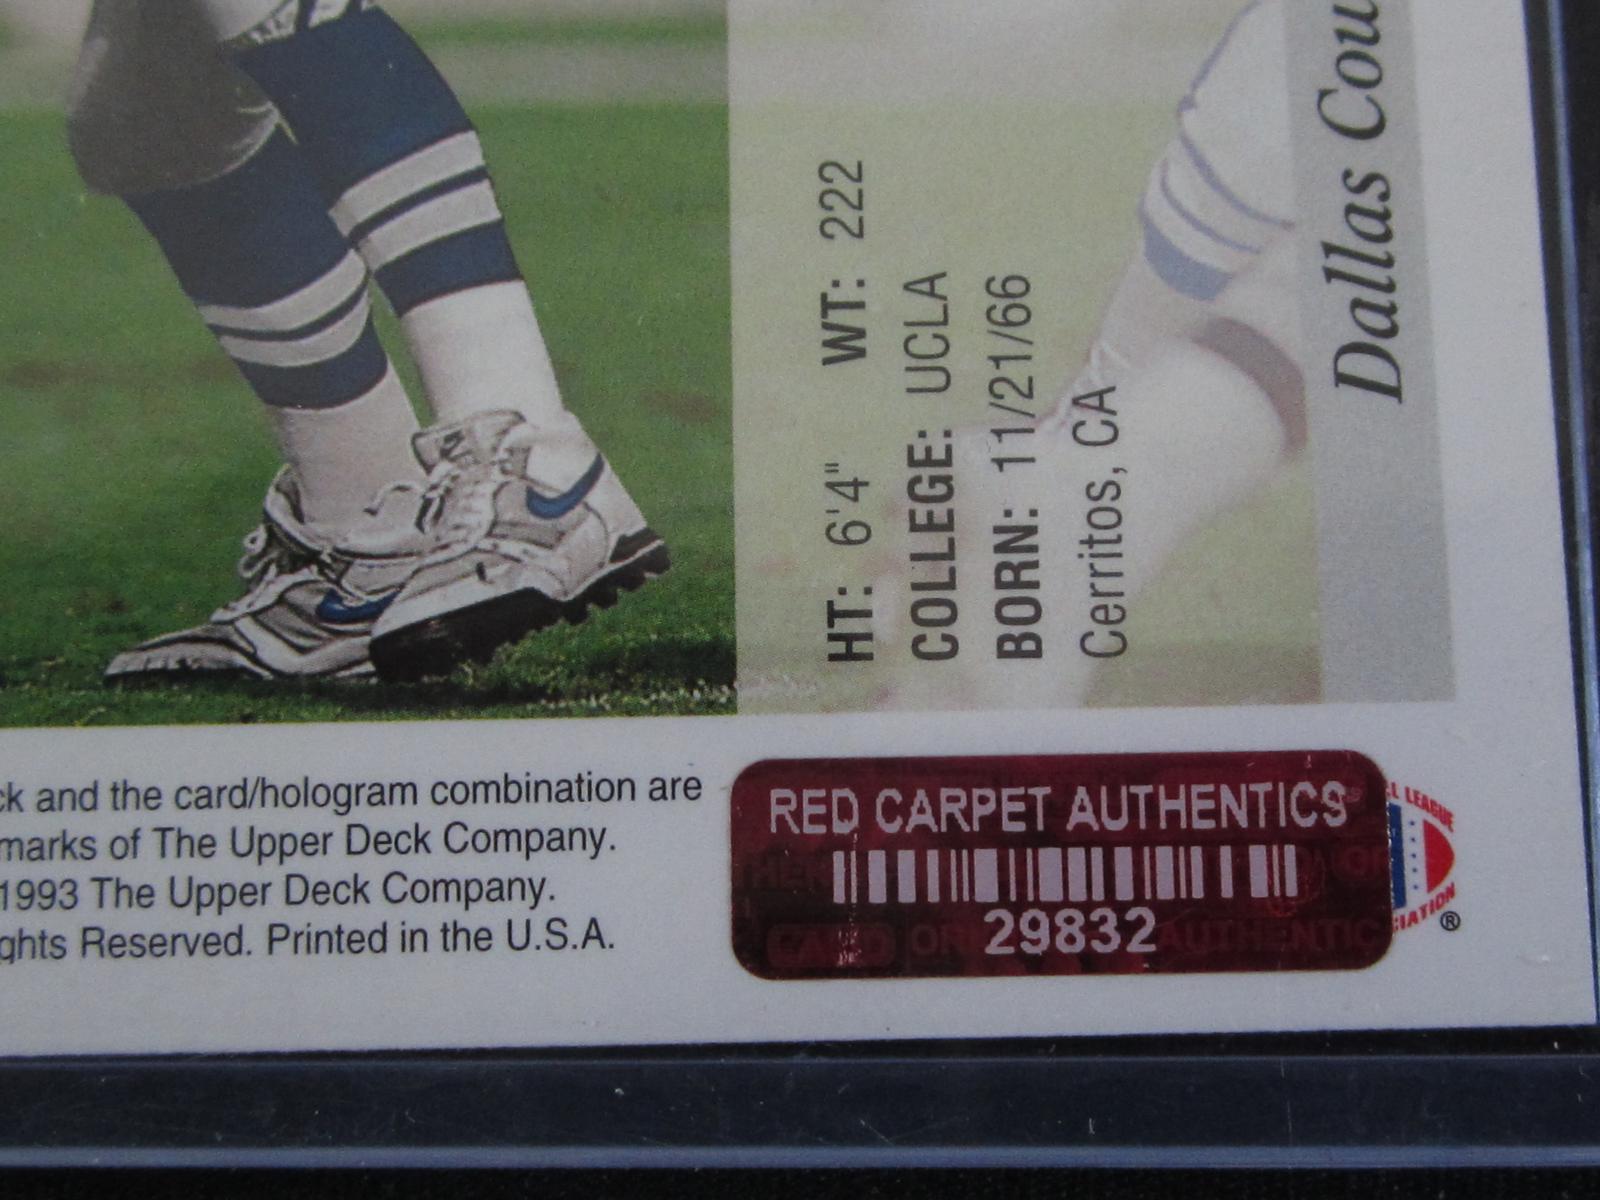 HT: 6'4" WT: 222
COLLEGE: UCLA
BORN: 11/21/66
Cerritos, CA
Dallas Cow
ck and the card/hologram combination are
marks of The Upper Deck Company.
1993 The Upper Deck Company.
ghts Reserved. Printed in the U.S.A.
RED CARPET AUTHENTICS
29832
L LEAGUE
IATION ®